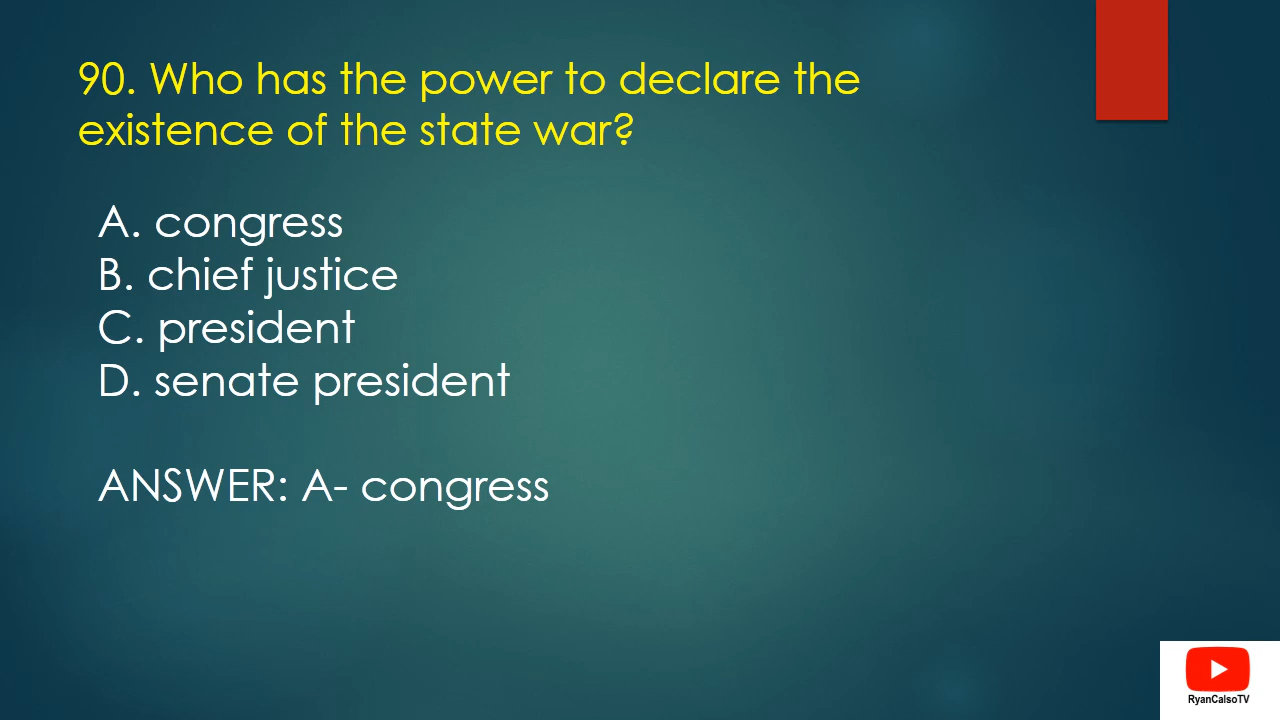 90. Who has the power to declare the
existence of the state war?
A. congress
B. chief justice
C. president
D. senate president
ANSWER: A- congress
RyanCalsoTV